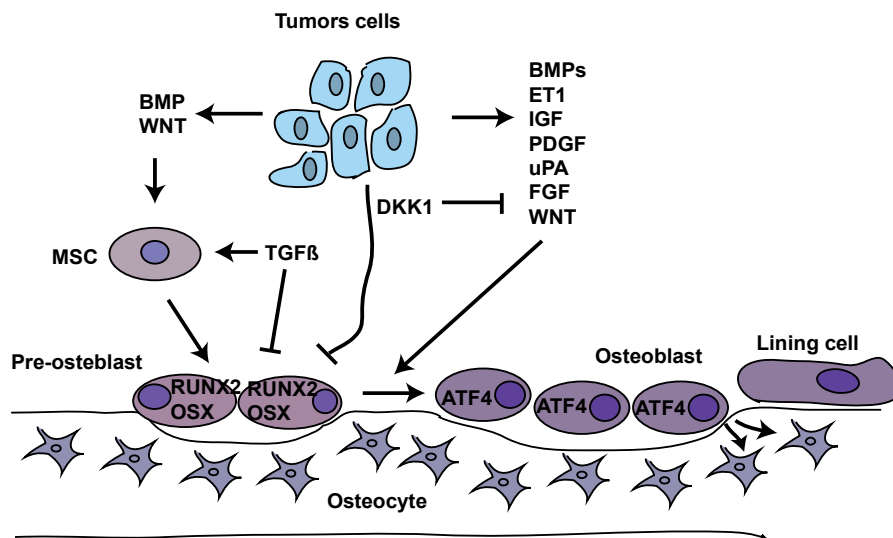 Tumors cells
BMP
WNT
BMPs
ET1
IGF
PDGF
uPA
FGF
WNT
DKK1
MSC
TGFß
Pre-osteblast
RUNX2
OSX
RUNX2
OSX
Osteoblast
Lining cell
ATF4
ATF4
ATF4
Osteocyte